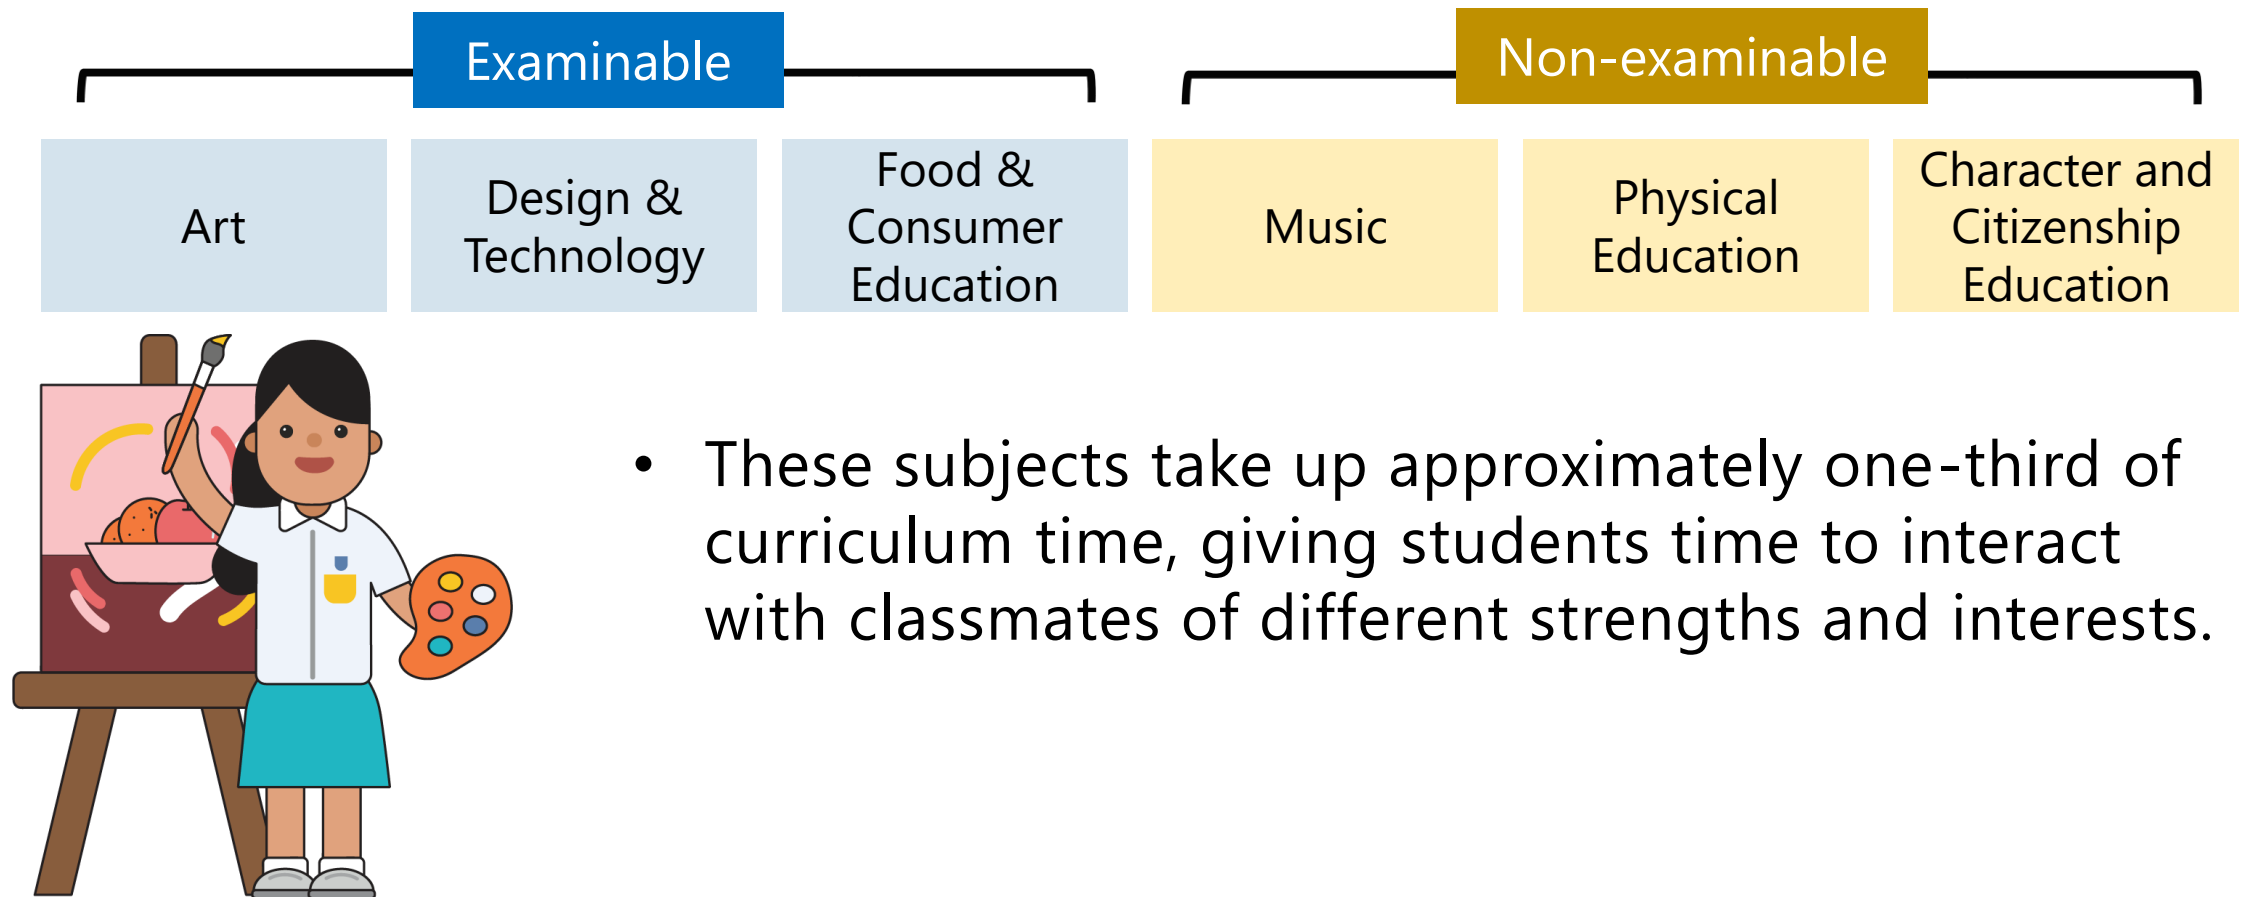 Examinable
Non-examinable
Art
Design &
Technology
Food &
Consumer
Education
Music
Physical
Education
Character and
Citizenship
Education
• These subjects take up approximately one-third of
curriculum time, giving students time to interact
with classmates of different strengths and interests.